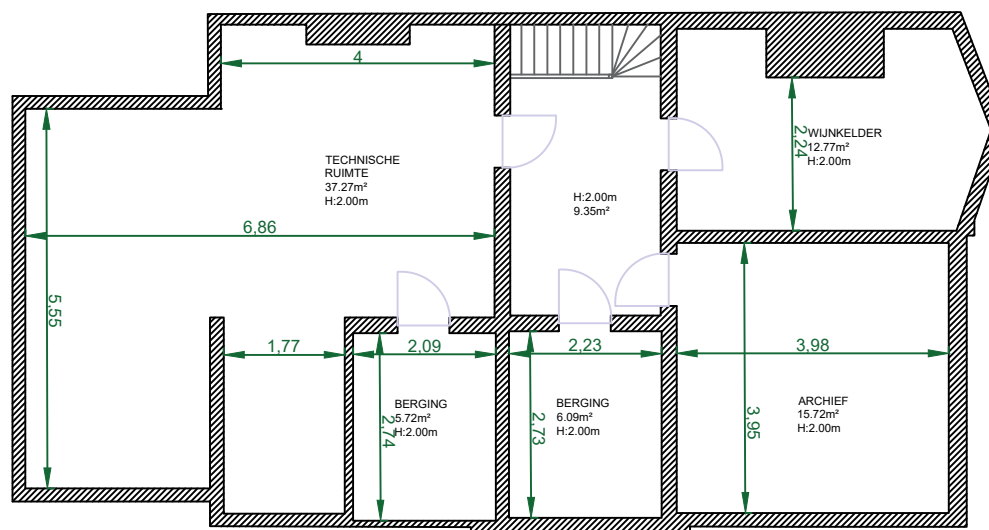 4
TECHNISCHE
RUIMTE
37.27m²
H:2.00m
WIJNKELDER
12.77m²
H:2.00m
2,24
H:2.00m
9.35m²
6,86
5,55
1,77
2,09
2,23
3,98
BERGING
5.72m²
H:2.00m
2,74
BERGING
6.09m²
H:2.00m
2,73
ARCHIEF
15.72m²
H:2.00m
3,95